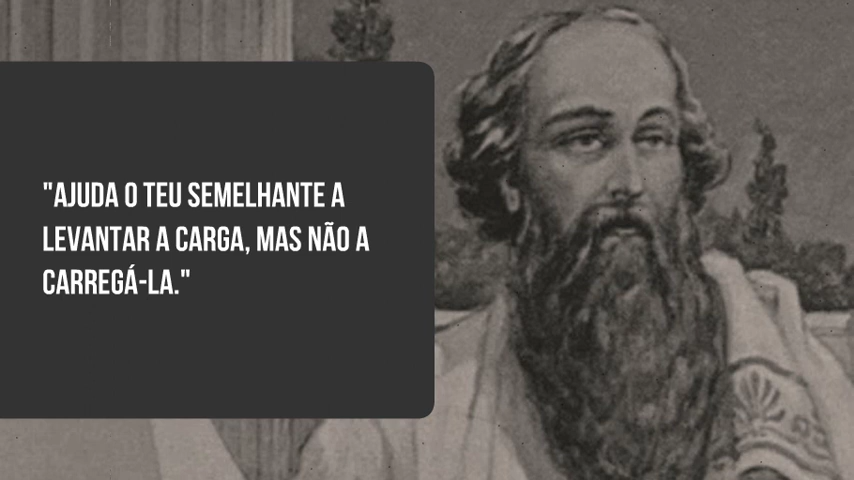 "AJUDA O TEU SEMELHANTE A
LEVANTAR A CARGA, MAS NÃO A
CARREGÁ-LA."